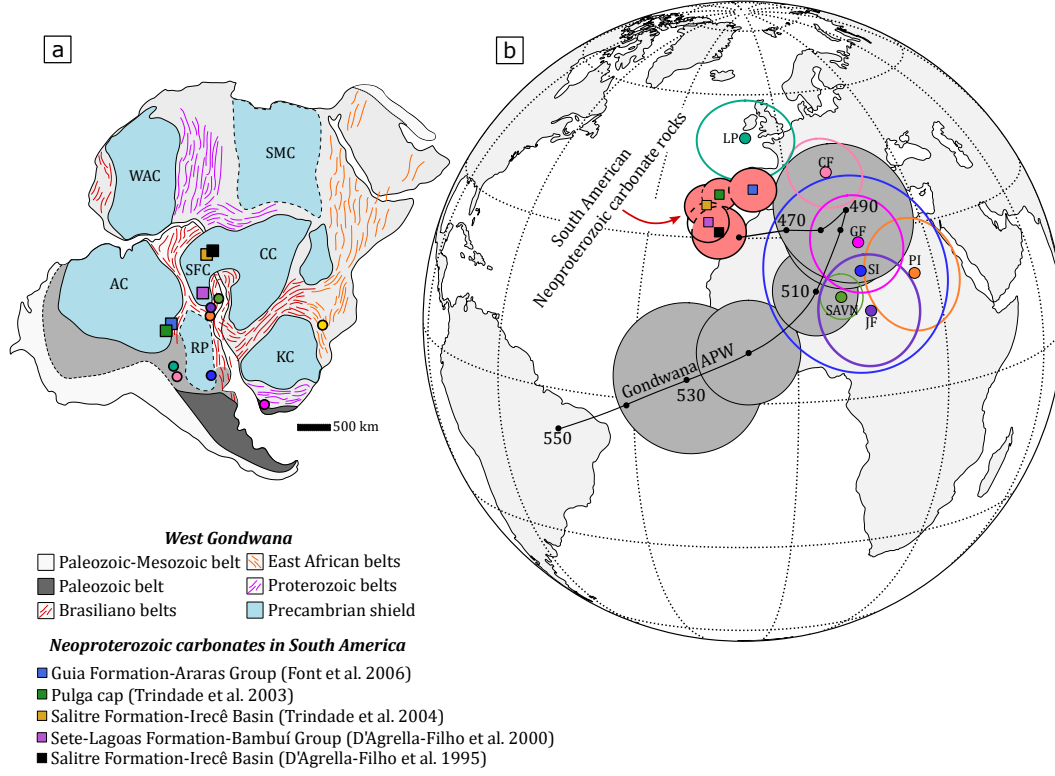 a
WAC
SMC
AC
SFC
CC
RP
KC
500 km
West Gondwana
Paleozoic-Mesozoic belt
East African belts
Paleozoic belt
Proterozoic belts
Brasiliano belts
Precambrian shield
Neoproterozoic carbonates in South America
Guia Formation-Araras Group (Font et al. 2006)
Pulga cap (Trindade et al. 2003)
Salitre Formation-Irecê Basin (Trindade et al. 2004)
Sete-Lagoas Formation-Bambuí Group (D'Agrella-Filho et al. 2000)
Salitre Formation-Irecê Basin (D'Agrella-Filho et al. 1995)
b
LP
CF
South American
Neoproterozoic carbonate rocks
470
490
GF
SI
PI
510
SAVN
JF
Gondwana APW
530
550